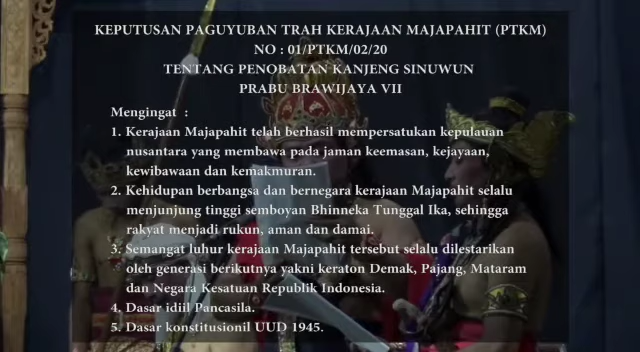 KEPUTUSAN PAGUYUBAN TRAH KERAJAAN MAJAPAHIT (PTKM)
NO : 01/PTKM/02/20
TENTANG PENOBATAN KANJENG SINUWUN
PRABU BRAWIJAYA VII
Mengingat :
1. Kerajaan Majapahit telah berhasil mempersatukan kepulauan
nusantara yang membawa pada jaman keemasan, kejayaan,
kewibawaan dan kemakmuran.
2. Kehidupan berbangsa dan bernegara kerajaan Majapahit selalu
menjunjung tinggi semboyan Bhinneka Tunggal Ika, sehingga
rakyat menjadi rukun, aman dan damai.
3. Semangat luhur kerajaan Majapahit tersebut selalu dilestarikan
oleh generasi berikutnya yakni keraton Demak, Pajang, Mataram
dan Negara Kesatuan Republik Indonesia.
4. Dasar idiil Pancasila.
5. Dasar konstitusionil UUD 1945.